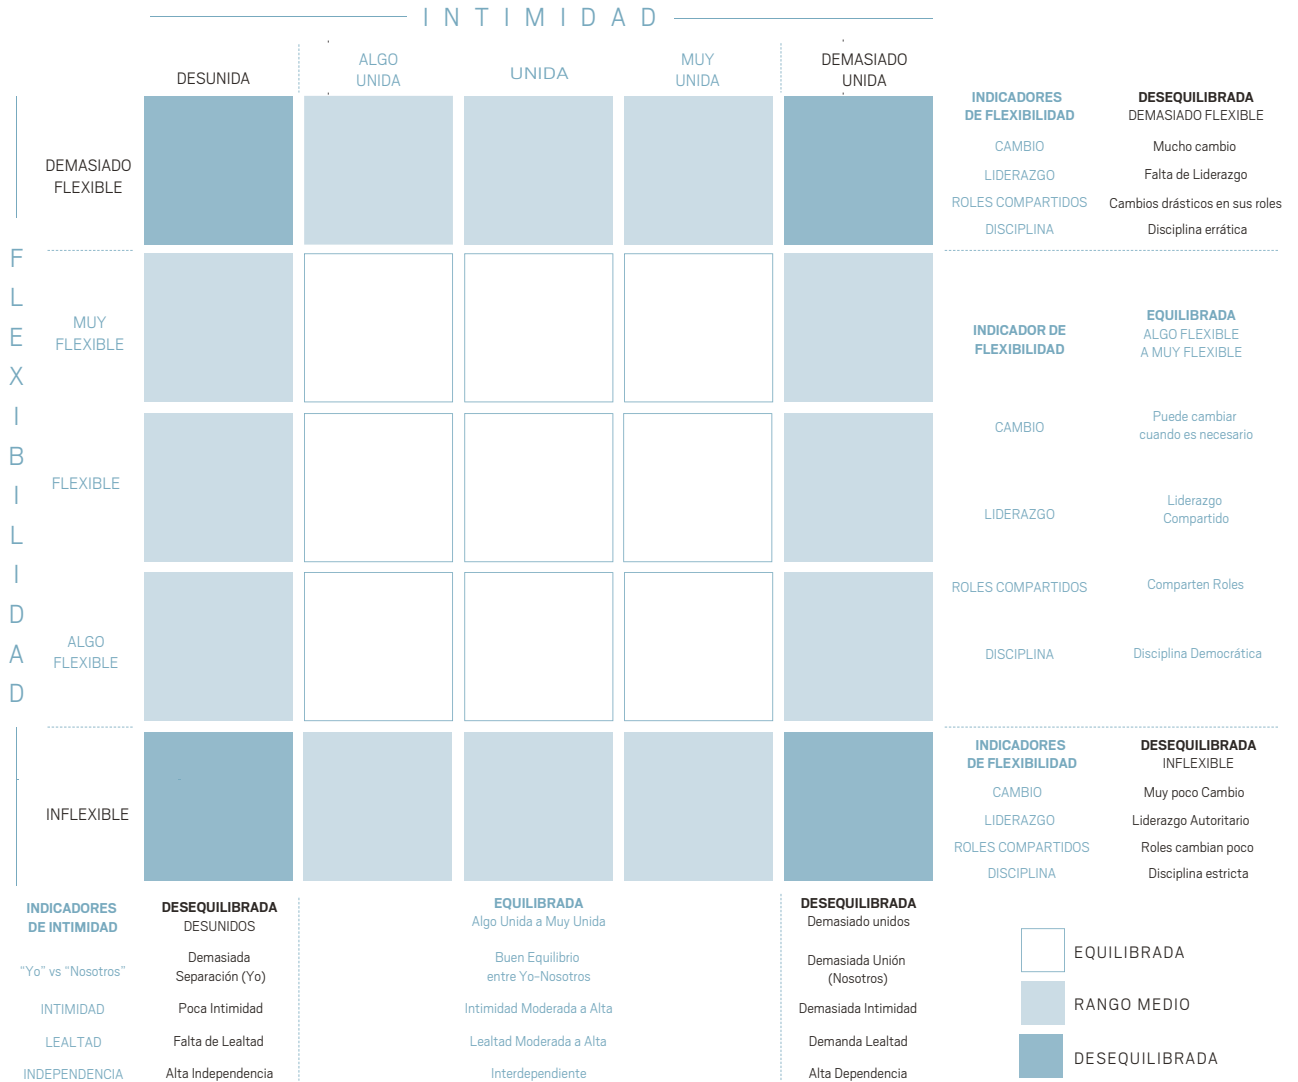 INTIMIDAD
DESUNIDA
ALGO
UNIDA
UNIDA
MUY
UNIDA
DEMASIADO
UNIDA
FLEXIBILIDAD
DEMASIADO
FLEXIBLE
MUY
FLEXIBLE
FLEXIBLE
ALGO
FLEXIBLE
INFLEXIBLE
INDICADORES
DE FLEXIBILIDAD
DESEQUILIBRADA
DEMASIADO FLEXIBLE
CAMBIO
Mucho cambio
LIDERAZGO
Falta de Liderazgo
ROLES COMPARTIDOS
Cambios drásticos en sus roles
DISCIPLINA
Disciplina errática
INDICADOR DE
FLEXIBILIDAD
EQUILIBRADA
ALGO FLEXIBLE
A MUY FLEXIBLE
CAMBIO
Puede cambiar
cuando es necesario
LIDERAZGO
Liderazgo
Compartido
ROLES COMPARTIDOS
Comparten Roles
DISCIPLINA
Disciplina Democrática
INDICADORES
DE FLEXIBILIDAD
DESEQUILIBRADA
INFLEXIBLE
CAMBIO
Muy poco Cambio
LIDERAZGO
Liderazgo Autoritario
ROLES COMPARTIDOS
Roles cambian poco
DISCIPLINA
Disciplina estricta
INDICADORES
DE INTIMIDAD
DESEQUILIBRADA
DESUNIDOS
EQUILIBRADA
Algo Unida a Muy Unida
DESEQUILIBRADA
Demasiado unidos
“Yo” vs “Nosotros”
Demasiada
Separación (Yo)
Buen Equilibrio
entre Yo-Nosotros
Demasiada Unión
(Nosotros)
INTIMIDAD
Poca Intimidad
Intimidad Moderada a Alta
Demasiada Intimidad
LEALTAD
Falta de Lealtad
Lealtad Moderada a Alta
Demanda Lealtad
INDEPENDENCIA
Alta Independencia
Interdependiente
Alta Dependencia
EQUILIBRADA
RANGO MEDIO
DESEQUILIBRADA